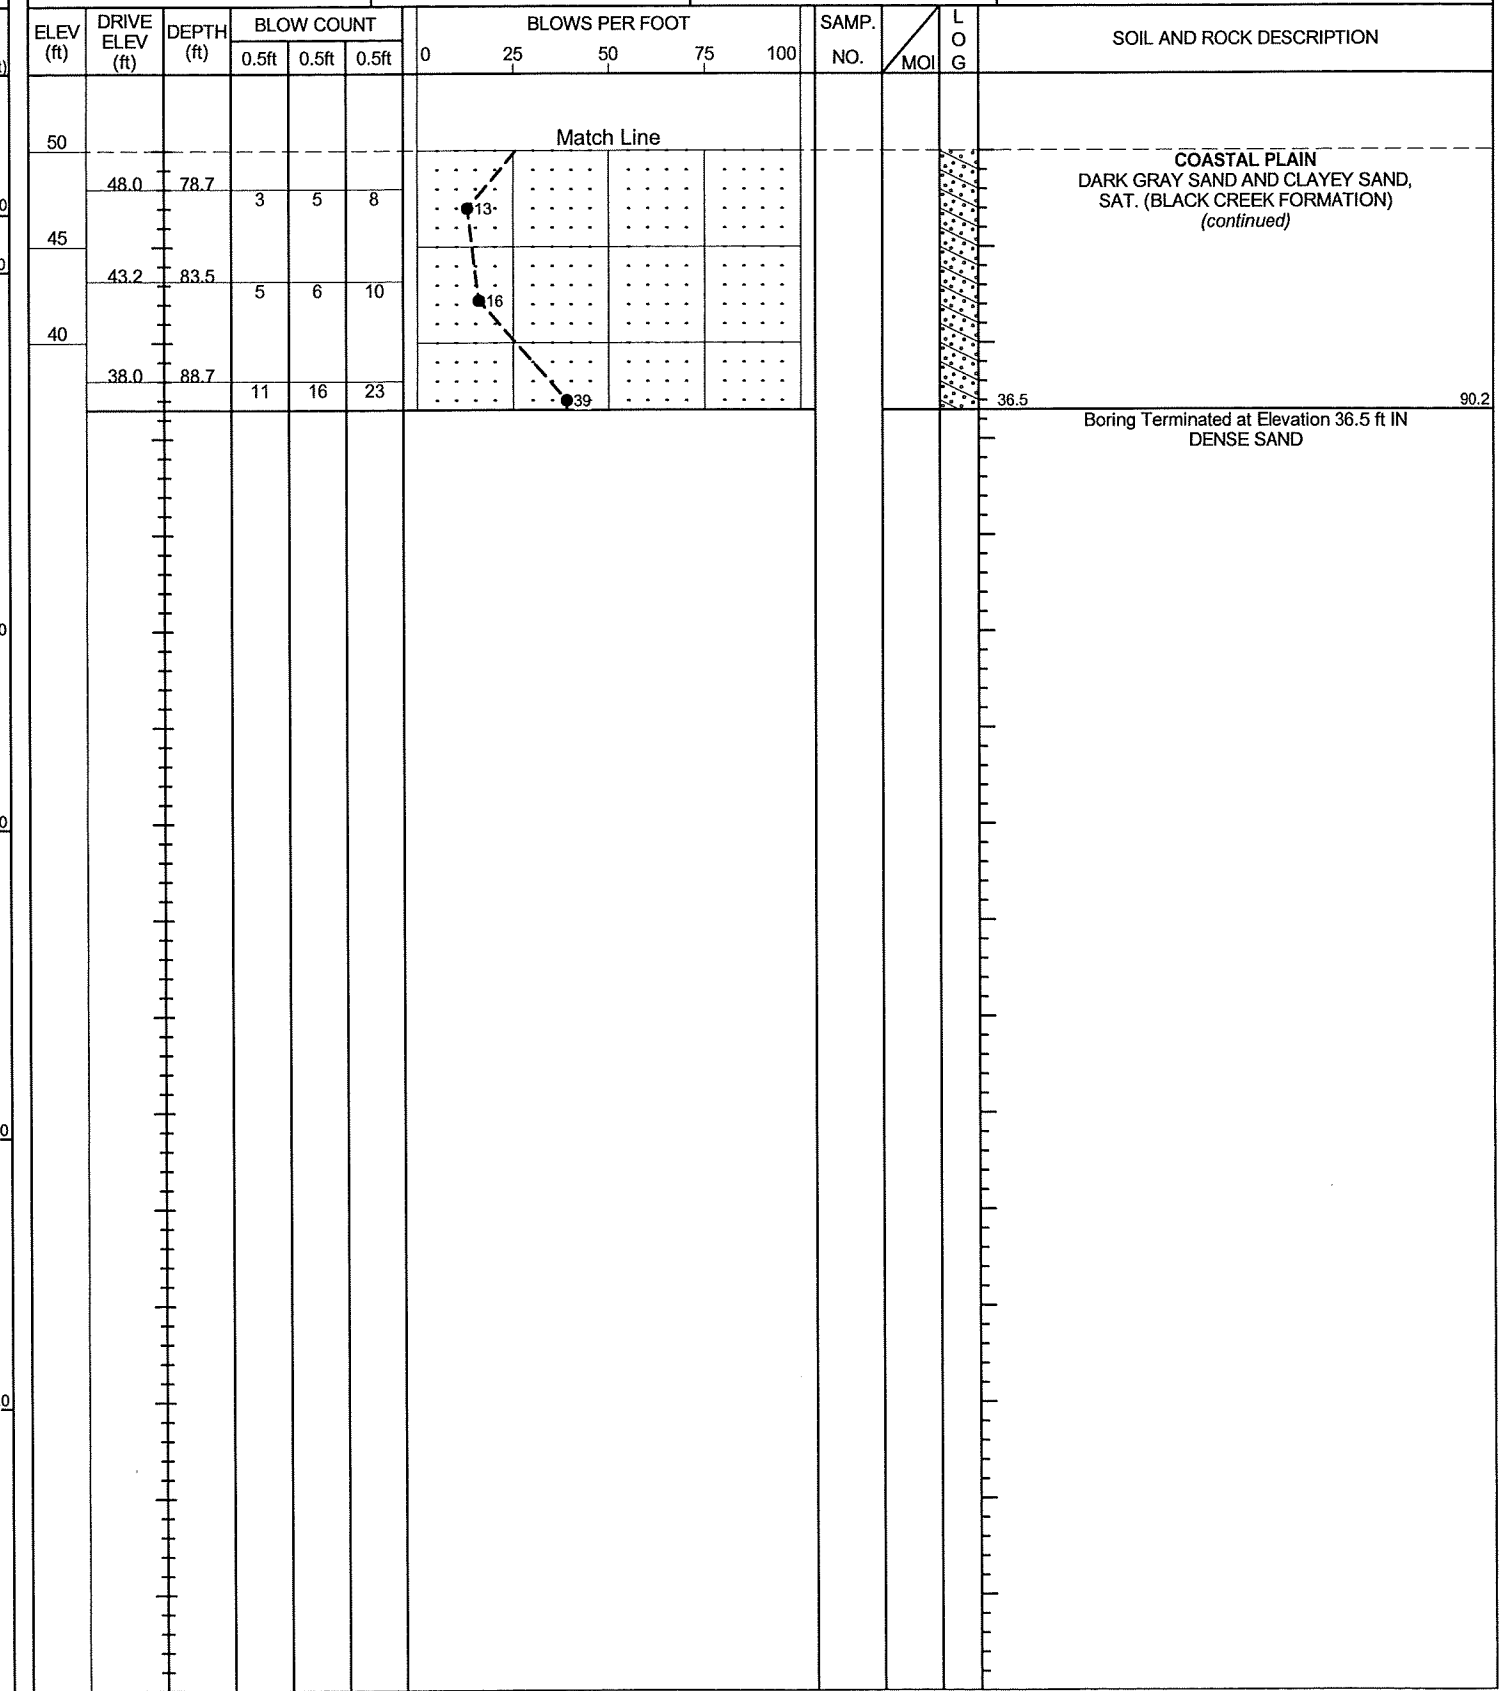 ELEV (ft) DRIVE ELEV (ft) DEPTH (ft) BLOW COUNT BLOWS PER FOOT SAMP. NO. MOI LOG SOIL AND ROCK DESCRIPTION
0.5ft 0.5ft 0.5ft 0 25 50 75 100
Match Line
50
COASTAL PLAIN
48.0 78.7 3 5 8 13
DARK GRAY SAND AND CLAYEY SAND,
SAT. (BLACK CREEK FORMATION)
(continued)
45
43.2 83.5 5 6 10 16
40
38.0 88.7 11 16 23 39
36.5 90.2
Boring Terminated at Elevation 36.5 ft IN
DENSE SAND